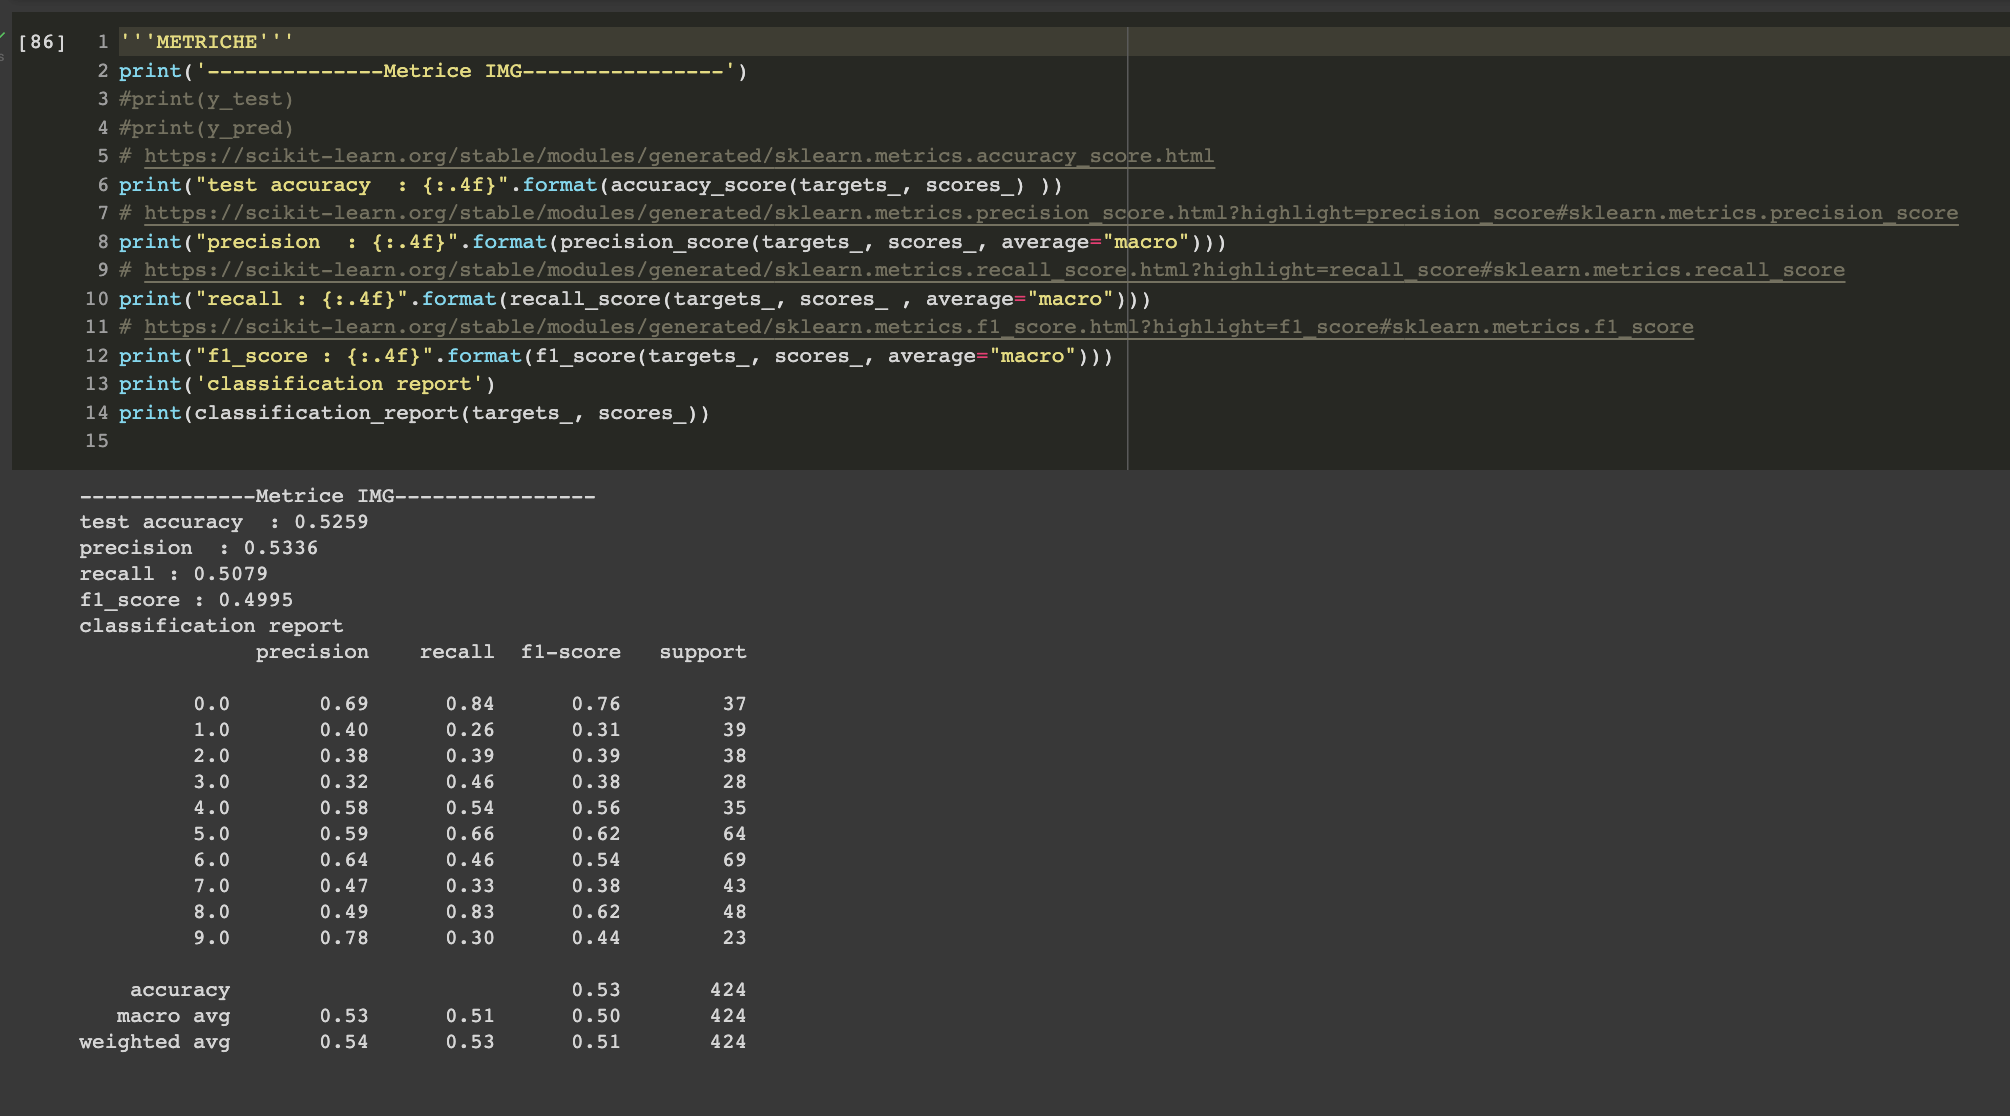 [86] 1 '''METRICHE'''
2 print('--------------Metrice IMG----------------')
3 #print(y_test)
4 #print(y_pred)
5 # https://scikit-learn.org/stable/modules/generated/sklearn.metrics.accuracy_score.html
6 print("test accuracy  : {:.4f}".format(accuracy_score(targets_, scores_) ))
7 # https://scikit-learn.org/stable/modules/generated/sklearn.metrics.precision_score.html?highlight=precision_score#sklearn.metrics.precision_score
8 print("precision  : {:.4f}".format(precision_score(targets_, scores_, average="macro")))
9 # https://scikit-learn.org/stable/modules/generated/sklearn.metrics.recall_score.html?highlight=recall_score#sklearn.metrics.recall_score
10 print("recall : {:.4f}".format(recall_score(targets_, scores_ , average="macro")))
11 # https://scikit-learn.org/stable/modules/generated/sklearn.metrics.f1_score.html?highlight=f1_score#sklearn.metrics.f1_score
12 print("f1_score : {:.4f}".format(f1_score(targets_, scores_, average="macro")))
13 print('classification report')
14 print(classification_report(targets_, scores_))
15
--------------Metrice IMG----------------
test accuracy  : 0.5259
precision  : 0.5336
recall : 0.5079
f1_score : 0.4995
classification report
precision recall f1-score support
0.0 0.69 0.84 0.76 37
1.0 0.40 0.26 0.31 39
2.0 0.38 0.39 0.39 38
3.0 0.32 0.46 0.38 28
4.0 0.58 0.54 0.56 35
5.0 0.59 0.66 0.62 64
6.0 0.64 0.46 0.54 69
7.0 0.47 0.33 0.38 43
8.0 0.49 0.83 0.62 48
9.0 0.78 0.30 0.44 23
accuracy 0.53 424
macro avg 0.53 0.51 0.50 424
weighted avg 0.54 0.53 0.51 424